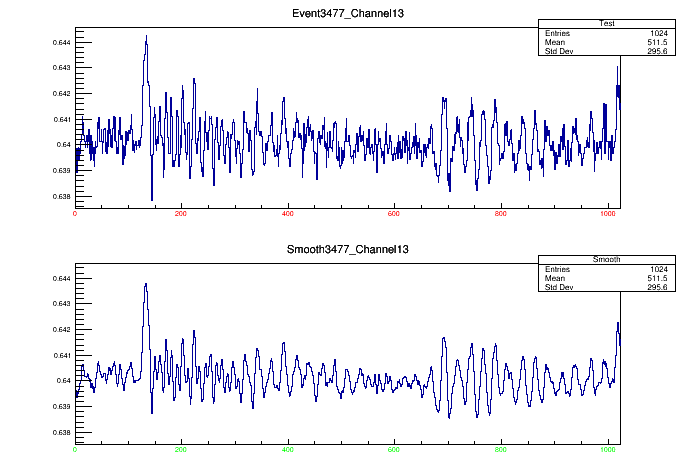 Event3477_Channel13
Test
Entries 1024
Mean 511.5
Std Dev 295.6
0.644
0.643
0.642
0.641
0.64
0.639
0.638
0 200 400 600 800 1000
Smooth3477_Channel13
Smooth
Entries 1024
Mean 511.5
Std Dev 295.6
0.644
0.643
0.642
0.641
0.64
0.639
0.638
0 200 400 600 800 1000